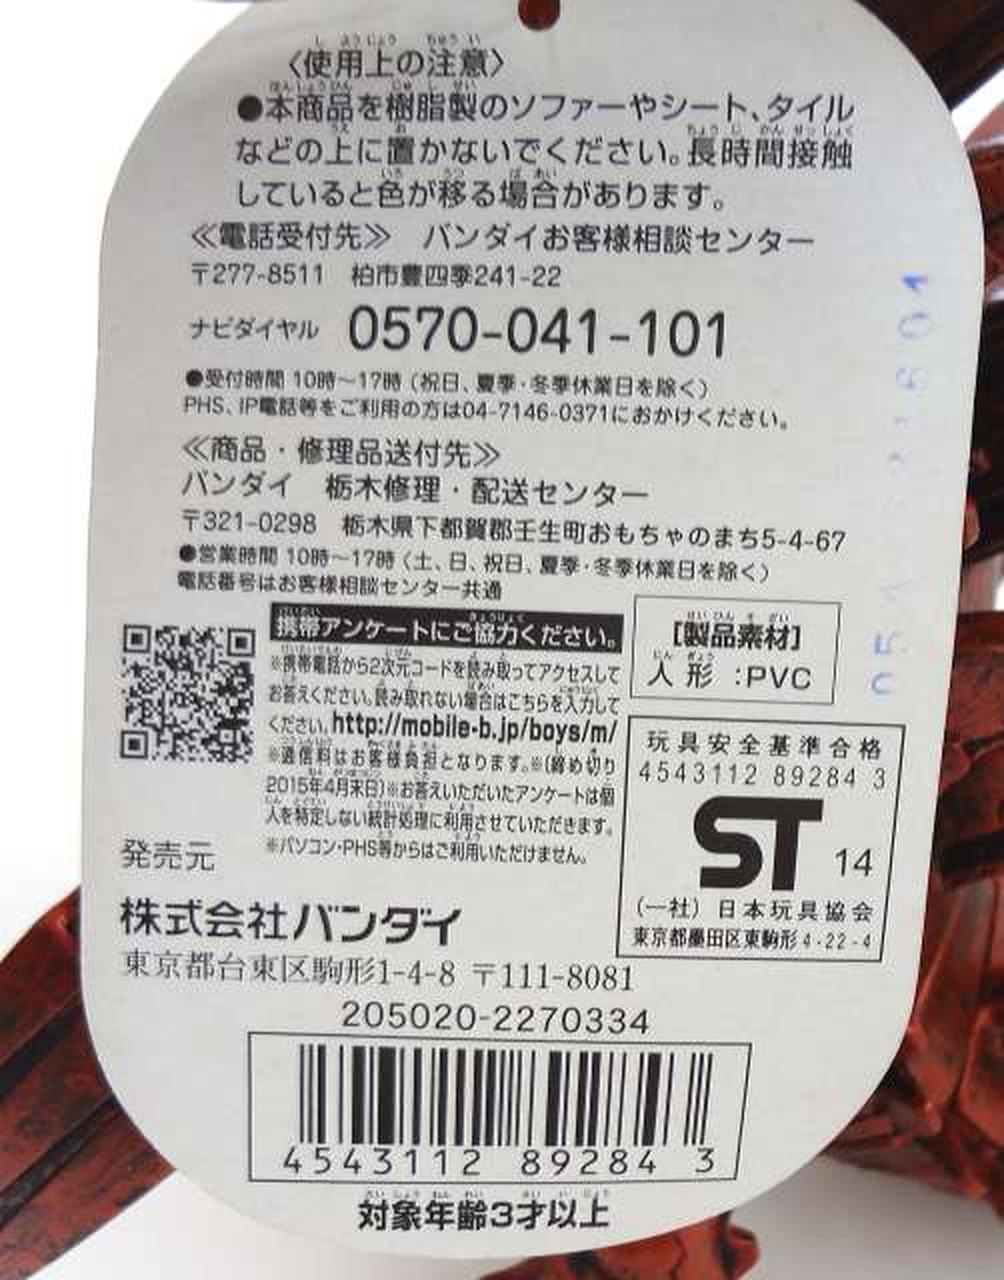 〈使用上の注意〉
●本商品を樹脂製のソファーやシート、タイル
などの上に置かないでください。長時間接触
していると色が移る場合があります。
≪電話受付先≫ バンダイお客様相談センター
〒277-8511 柏市豊四季241-22
ナビダイヤル 0570-041-101
●受付時間 10時～17時(祝日、夏季・冬季休業日を除く)
PHS、IP電話等をご利用の方は04-7146-0371におかけください。
≪商品・修理品送付先≫
バンダイ 栃木修理・配送センター
〒321-0298 栃木県下都賀郡壬生町おもちゃのまち5-4-67
●営業時間 10時～17時(土、日、祝日、夏季・冬季休業日を除く)
電話番号はお客様相談センター共通
携帯アンケートにご協力ください。
※携帯電話から2次元コードを読み取ってアクセスして
お答えください。読み取れない場合はこちらを入力して
ください。http://mobile-b.jp/boys/m/
※通信料はお客様負担となります。※(締め切り
2015年4月末日)※お答えいただいたアンケートは個
人を特定しない統計処理に利用させていただきます。
※パソコン・PHS等からはご利用いただけません。
[製品素材]
人形:PVC
玩具安全基準合格
4543112 89284 3
ST 14
(一社)日本玩具協会
東京都墨田区東駒形4-22-4
発売元
株式会社バンダイ
東京都台東区駒形1-4-8 〒111-8081
205020-2270334
4543112 89284 3
対象年齢3才以上